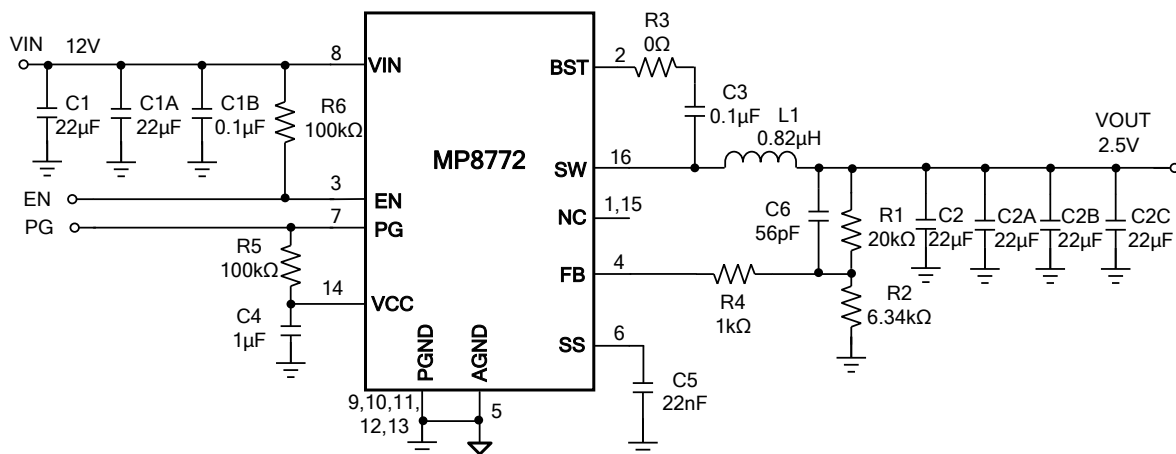 VIN
12V
8
VIN
C1
22µF
C1A
22µF
C1B
0.1µF
R6
100kΩ
EN
3
EN
PG
7
PG
R5
100kΩ
14
VCC
C4
1µF
MP8772
PGND
AGND
9,10,11,
12,13
5
BST
2
R3
0Ω
C3
0.1µF
L1
0.82µH
SW
16
NC
1,15
FB
4
R4
1kΩ
C6
56pF
R1
20kΩ
R2
6.34kΩ
SS
6
C5
22nF
C2
22µF
C2A
22µF
C2B
22µF
C2C
22µF
VOUT
2.5V